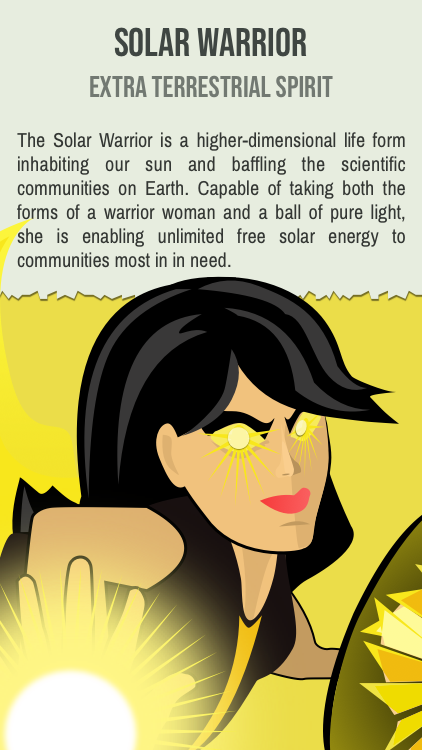 SOLAR WARRIOR
EXTRA TERRESTRIAL SPIRIT
The Solar Warrior is a higher-dimensional life form
inhabiting our sun and baffling the scientific
communities on Earth. Capable of taking both the
forms of a warrior woman and a ball of pure light,
she is enabling unlimited free solar energy to
communities most in in need.